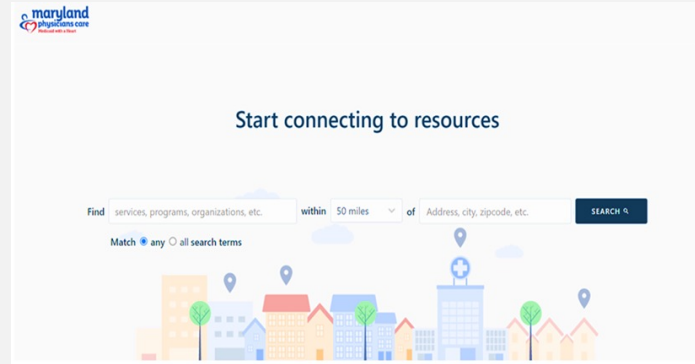 maryland
physicians care
Medicaid with a Heart
Start connecting to resources
Find services, programs, organizations, etc. within 50 miles of Address, city, zipcode, etc. SEARCH
Match any all search terms